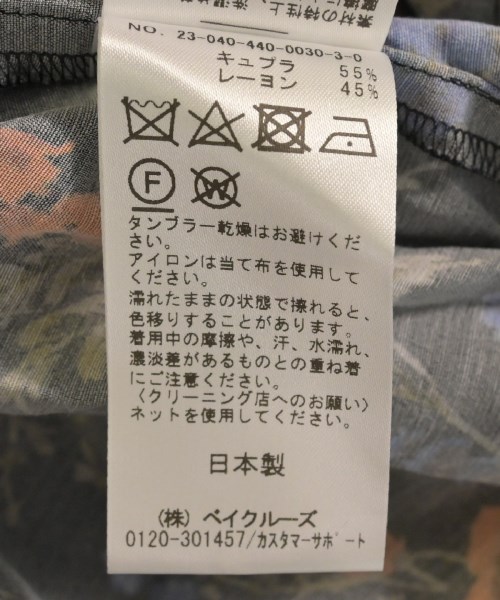 NO. 23-040-440-0030-3-0
キュプラ 55%
レーヨン 45%
F W
タンブラー乾燥はお避けくだ
さい。
アイロンは当て布を使用して
ください。
濡れたままの状態で擦れると、
色移りすることがあります。
着用中の摩擦や、汗、水濡れ、
濃淡差があるものとの重ね着
にご注意ください。
〈クリーニング店へのお願い〉
ネットを使用してください。
日本製
(株) ベイクルーズ
0120-301457/カスタマーサポート